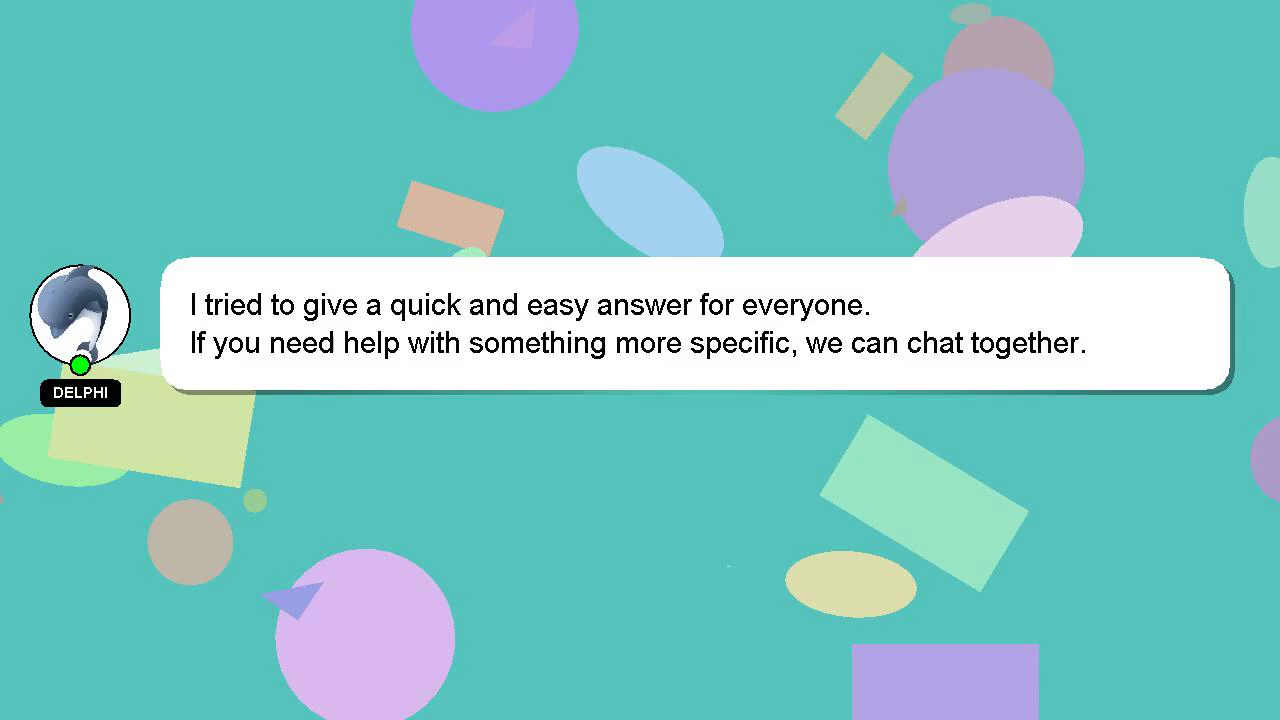 I tried to give a quick and easy answer for everyone.
If you need help with something more specific, we can chat together.
DELPHI